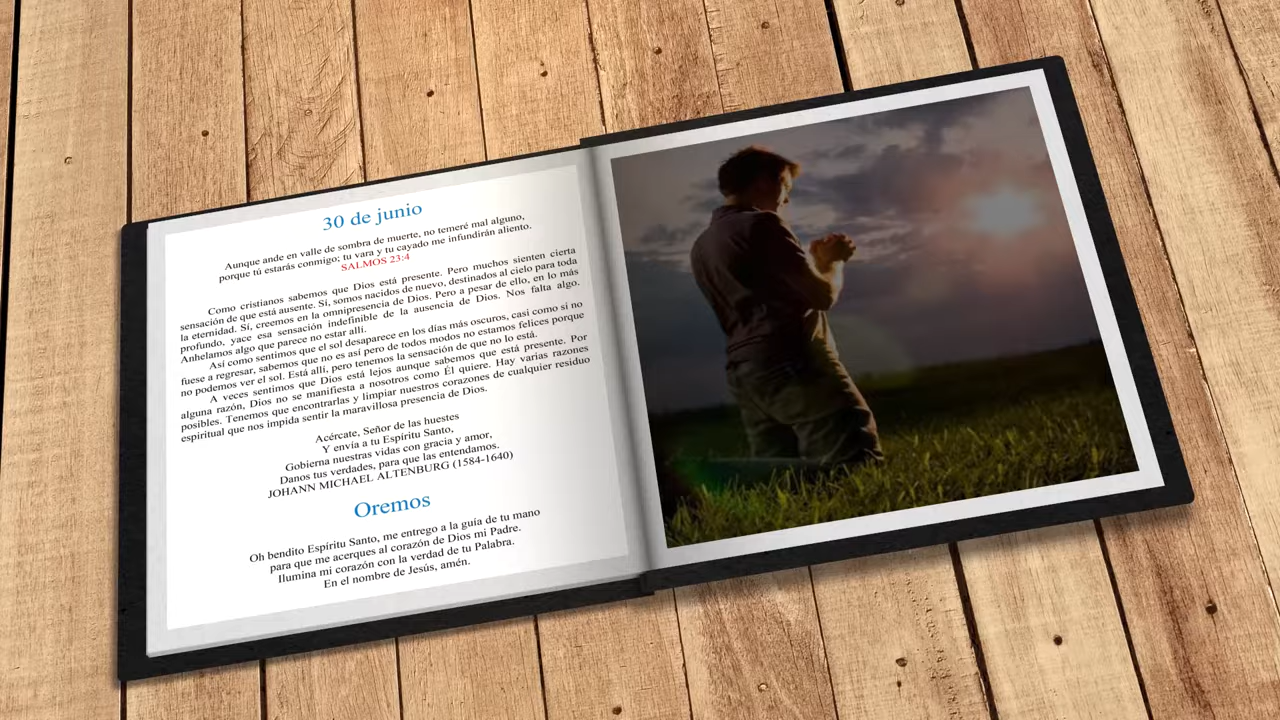 30 de junio
Aunque ande en valle de sombra de muerte, no temeré mal alguno,
porque tú estarás conmigo; tu vara y tu cayado me infundirán aliento.
SALMOS 23:4
Como cristianos sabemos que Dios está presente. Pero muchos sienten cierta
sensación de que está ausente. Sí, somos nacidos de nuevo, destinados al cielo para toda
la eternidad. Sí, creemos en la omnipresencia de Dios. Pero a pesar de ello, en lo más
profundo, yace esa sensación indefinible de la ausencia de Dios. Nos falta algo.
Anhelamos algo que parece no estar allí.
Así como sentimos que el sol desaparece en los días más oscuros, casi como si no
fuese a regresar, sabemos que no es así pero de todos modos no estamos felices porque
no podemos ver el sol. Está allí, pero tenemos la sensación de que no lo está.
A veces sentimos que Dios está lejos aunque sabemos que está presente. Por
alguna razón, Dios no se manifiesta a nosotros como Él quiere. Hay varias razones
posibles. Tenemos que encontrarlas y limpiar nuestros corazones de cualquier residuo
espiritual que nos impida sentir la maravillosa presencia de Dios.
Acércate, Señor de las huestes
Y envía a tu Espíritu Santo,
Gobierna nuestras vidas con gracia y amor,
Danos tus verdades, para que las entendamos.
JOHANN MICHAEL ALTENBURG (1584-1640)
Oremos
Oh bendito Espíritu Santo, me entrego a la guía de tu mano
para que me acerques al corazón de Dios mi Padre.
Ilumina mi corazón con la verdad de tu Palabra.
En el nombre de Jesús, amén.